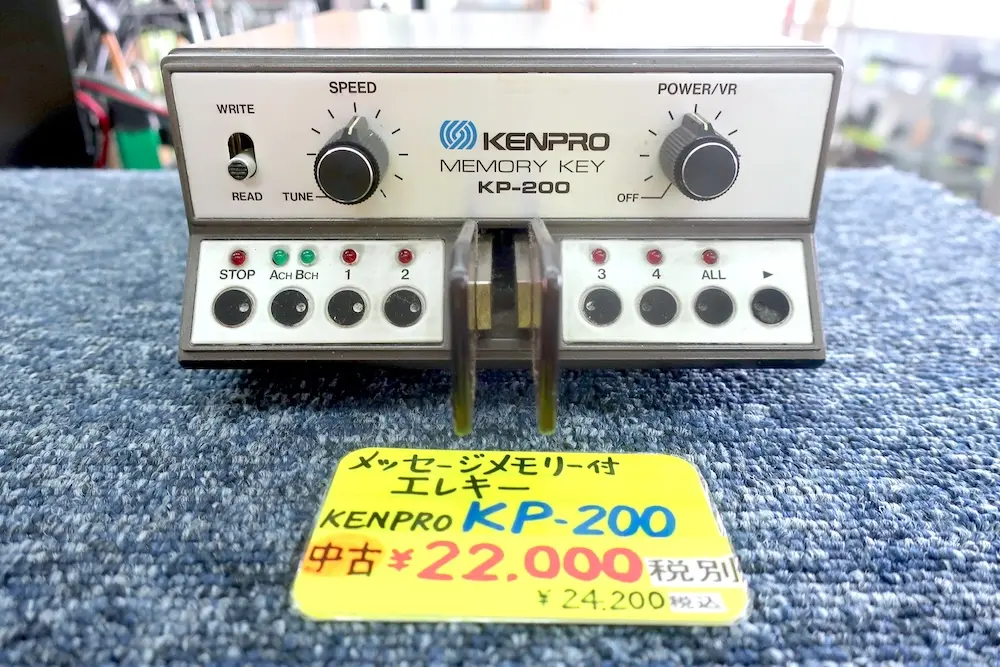 WRITE
READ
SPEED
TUNE
KENPRO
MEMORY KEY
KP-200
POWER/VR
OFF
STOP ACH BCH 1 2
3 4 ALL ►
メッセージメモリー付
エレキー
KENPRO KP-200
中古 ¥22.000 税別
¥24.200 税込